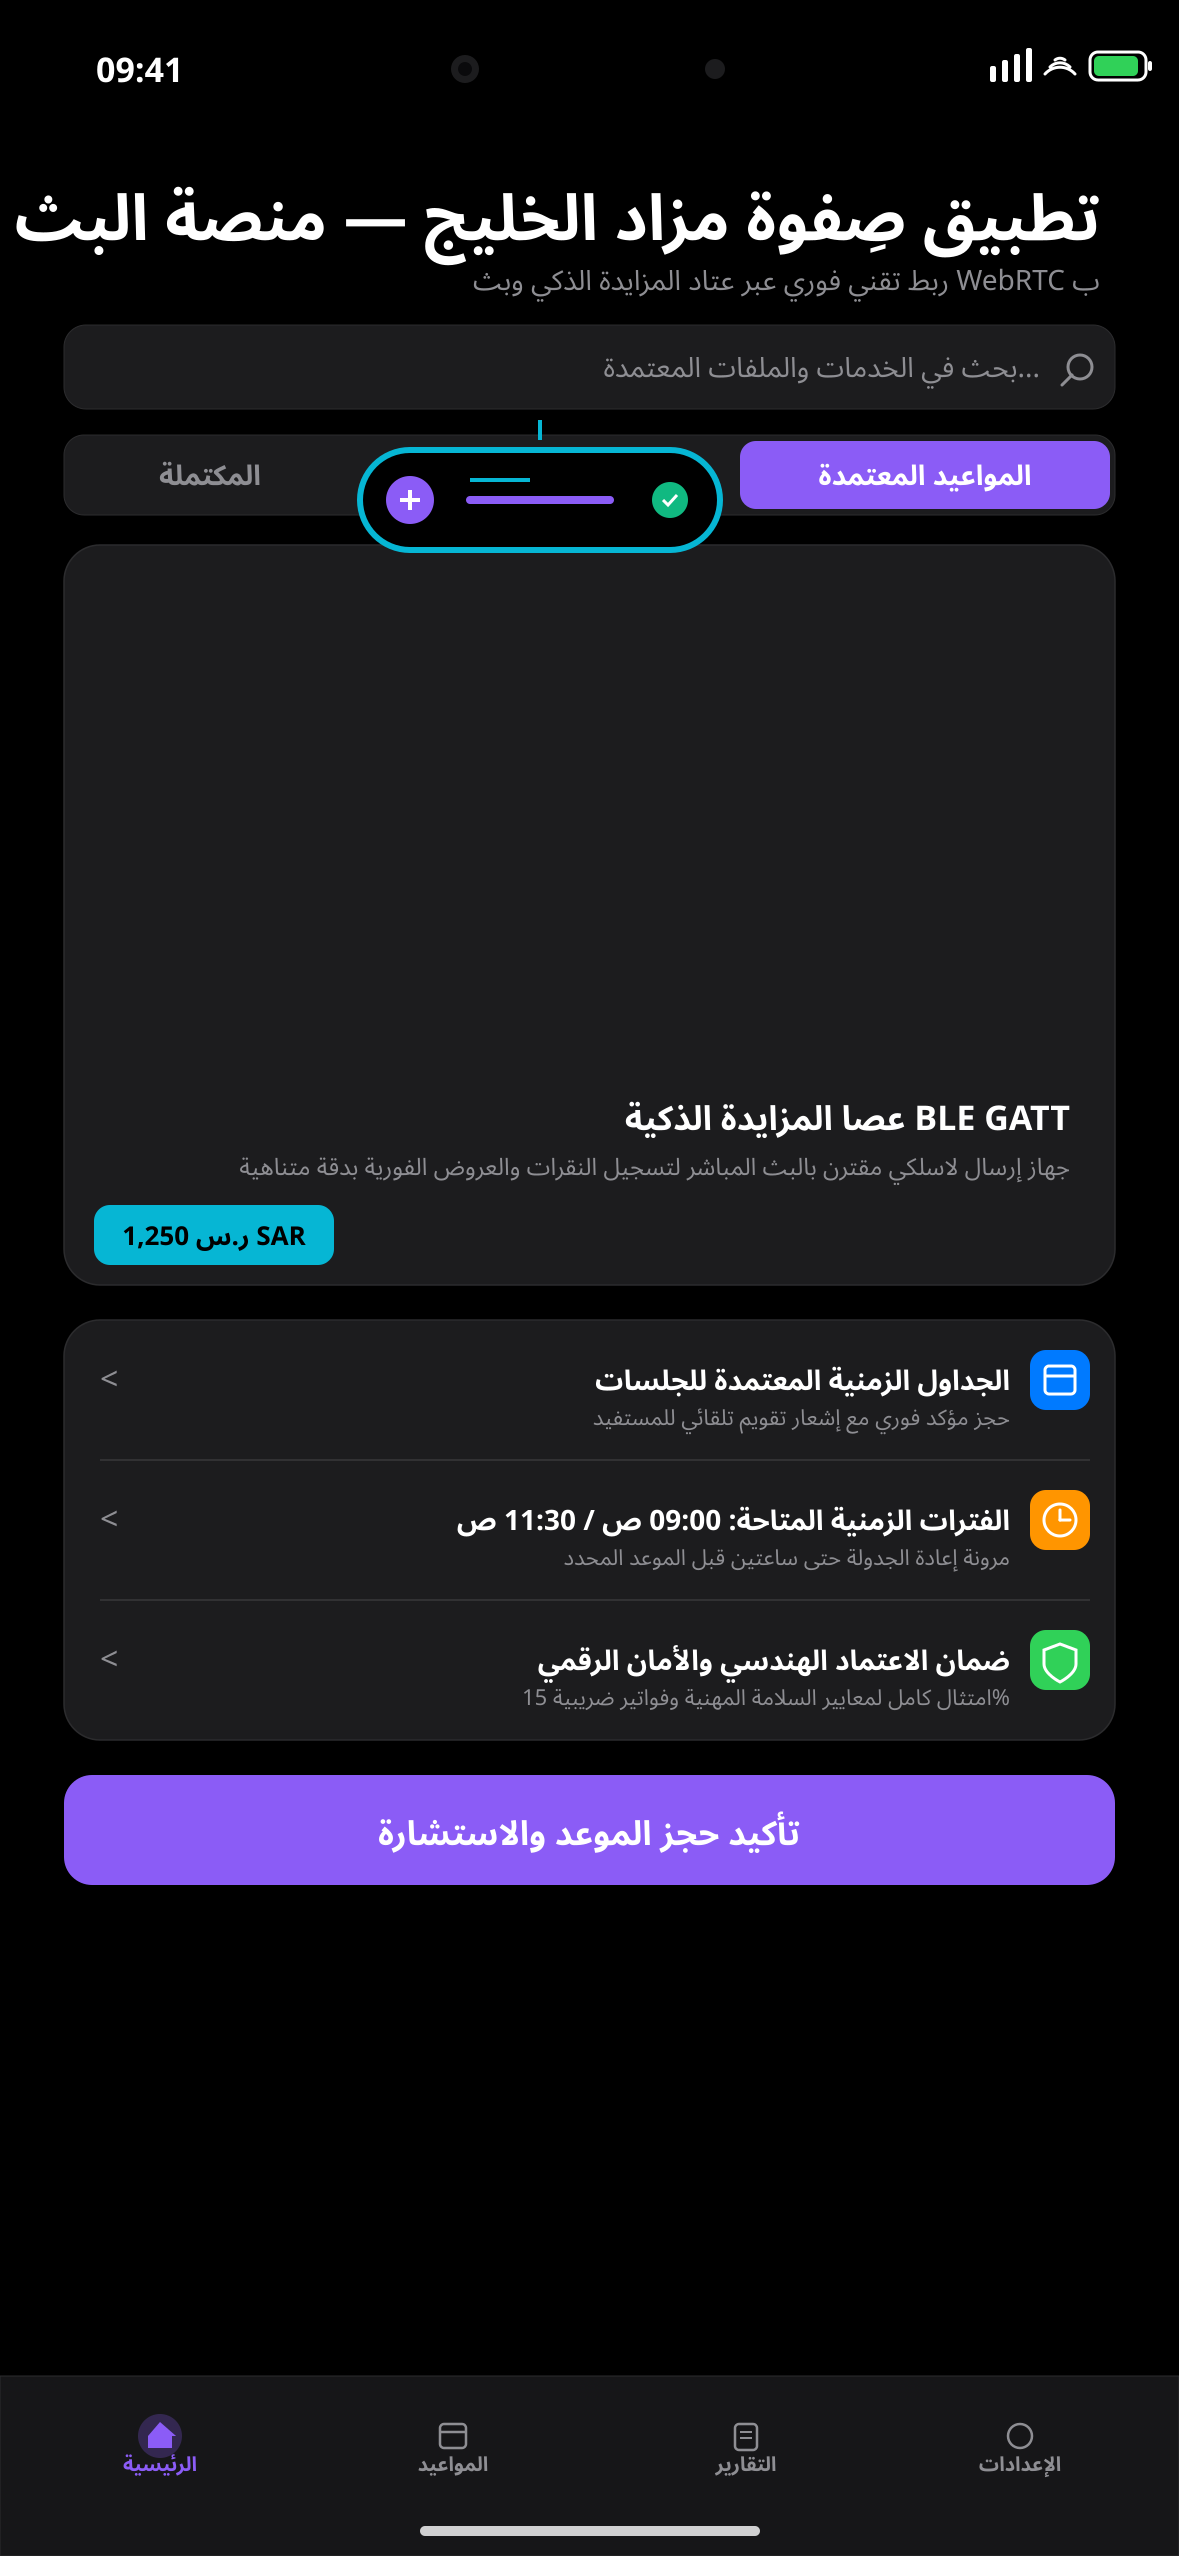 09:41
تطبيق صِفوة مزاد الخليج — منصة البث
ب WebRTC ربط تقني فوري عبر عتاد المزايدة الذكي وبث
بحث في الخدمات والملفات المعتمدة...
المواعيد المعتمدة
المكتملة
BLE GATT عصا المزايدة الذكية
جهاز إرسال لاسلكي مقترن بالبث المباشر لتسجيل النقرات والعروض الفورية بدقة متناهية
1,250 ر.س SAR
الجداول الزمنية المعتمدة للجلسات
حجز مؤكد فوري مع إشعار تقويم تلقائي للمستفيد
الفترات الزمنية المتاحة: 09:00 ص / 11:30 ص
مرونة إعادة الجدولة حتى ساعتين قبل الموعد المحدد
ضمان الاعتماد الهندسي والأمان الرقمي
امتثال كامل لمعايير السلامة المهنية وفواتير ضريبية 15%
تأكيد حجز الموعد والاستشارة
الإعدادات
التقارير
المواعيد
الرئيسية